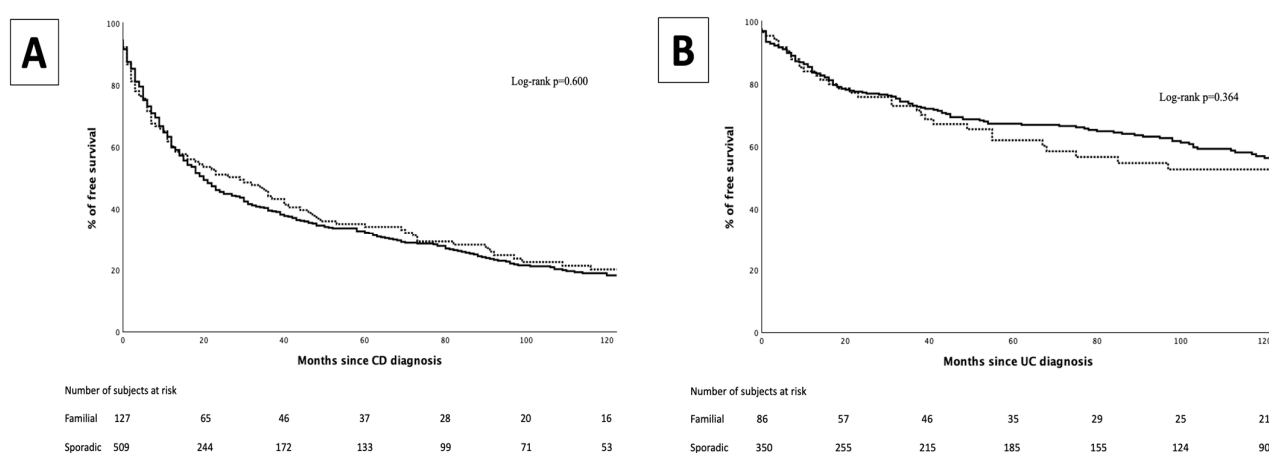 A
100
80
60
40
20
0
% of free survival
Log-rank p=0.600
0 20 40 60 80 100 120
Months since CD diagnosis
Number of subjects at risk
Familial 127 65 46 37 28 20 16
Sporadic 509 244 172 133 99 71 53
B
100
80
60
40
20
0
% of free survival
Log-rank p=0.364
0 20 40 60 80 100 120
Months since UC diagnosis
Number of subjects at risk
Familial 86 57 46 35 29 25 21
Sporadic 350 255 215 185 155 124 90